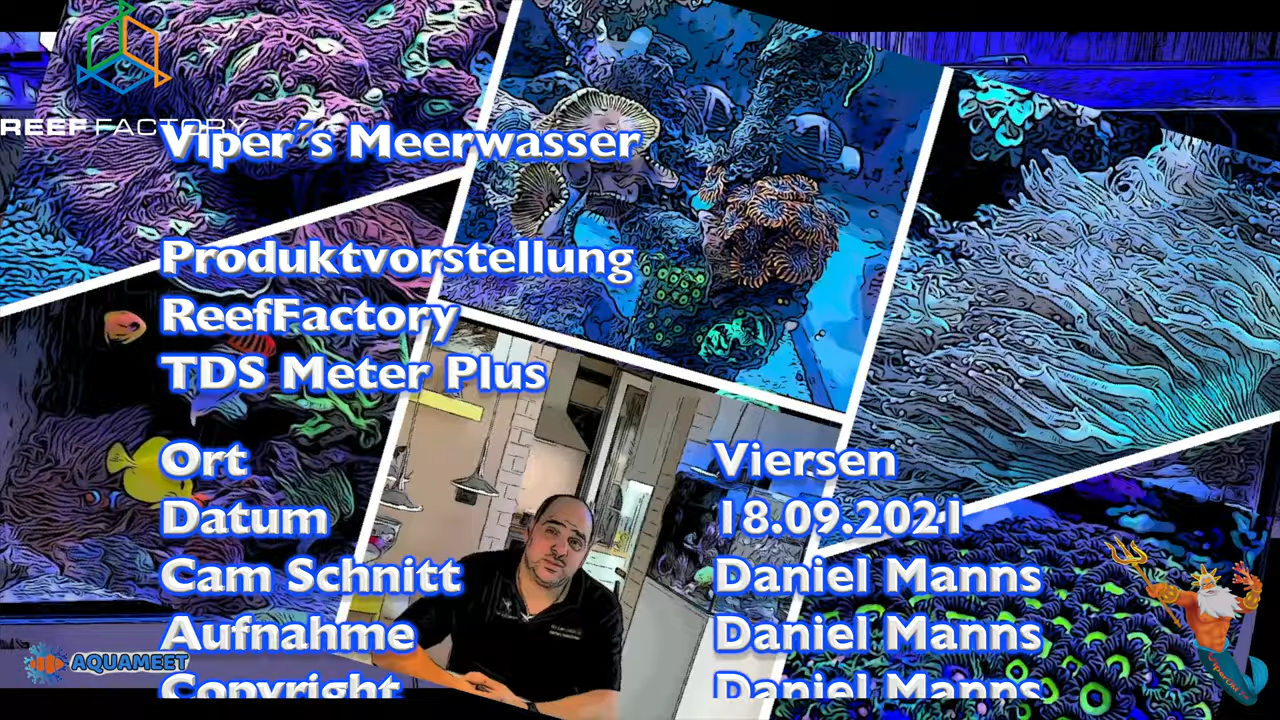 REEF FACTORY
Viper´s Meerwasser
Produktvorstellung
ReefFactory
TDS Meter Plus
Ort Viersen
Datum 18.09.2021
Cam Schnitt Daniel Manns
Aufnahme Daniel Manns
AQUAMEET
Copyright Daniel Manns